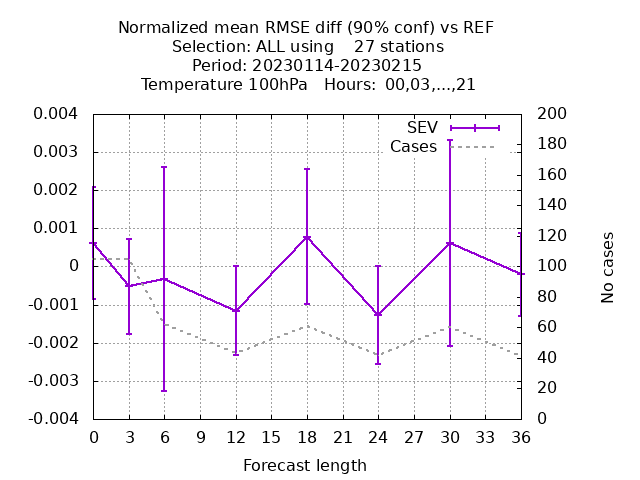 Normalized mean RMSE diff (90% conf) vs REF
Selection: ALL using    27 stations
Period: 20230114-20230215
Temperature 100hPa   Hours:  00,03,...,21
SEV
Cases
0.004
0.003
0.002
0.001
0
-0.001
-0.002
-0.003
-0.004
200
180
160
140
120
100
80
60
40
20
0
No cases
0 3 6 9 12 15 18 21 24 27 30 33 36
Forecast length